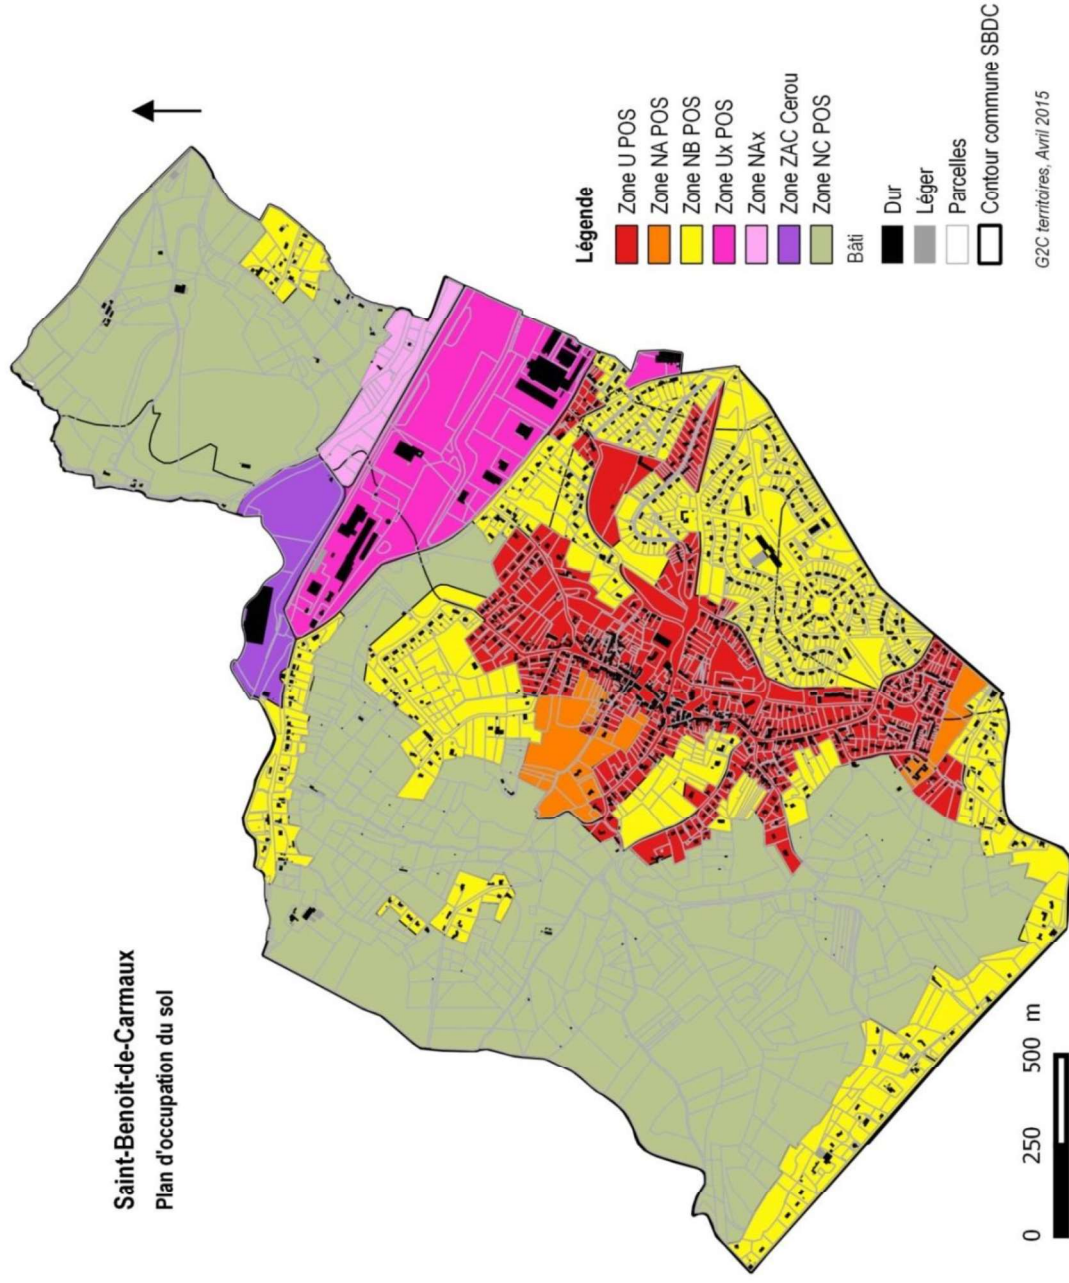 Saint-Benoit-de-Carmaux
Plan d'occupation du sol
Légende
Zone U POS
Zone NA POS
Zone NB POS
Zone Ux POS
Zone NAx
Zone ZAC Cerou
Zone NC POS
Bâti
Dur
Léger
Parcelles
Contour commune SBDC
G2C territoires, Avril 2015
0 250 500 m